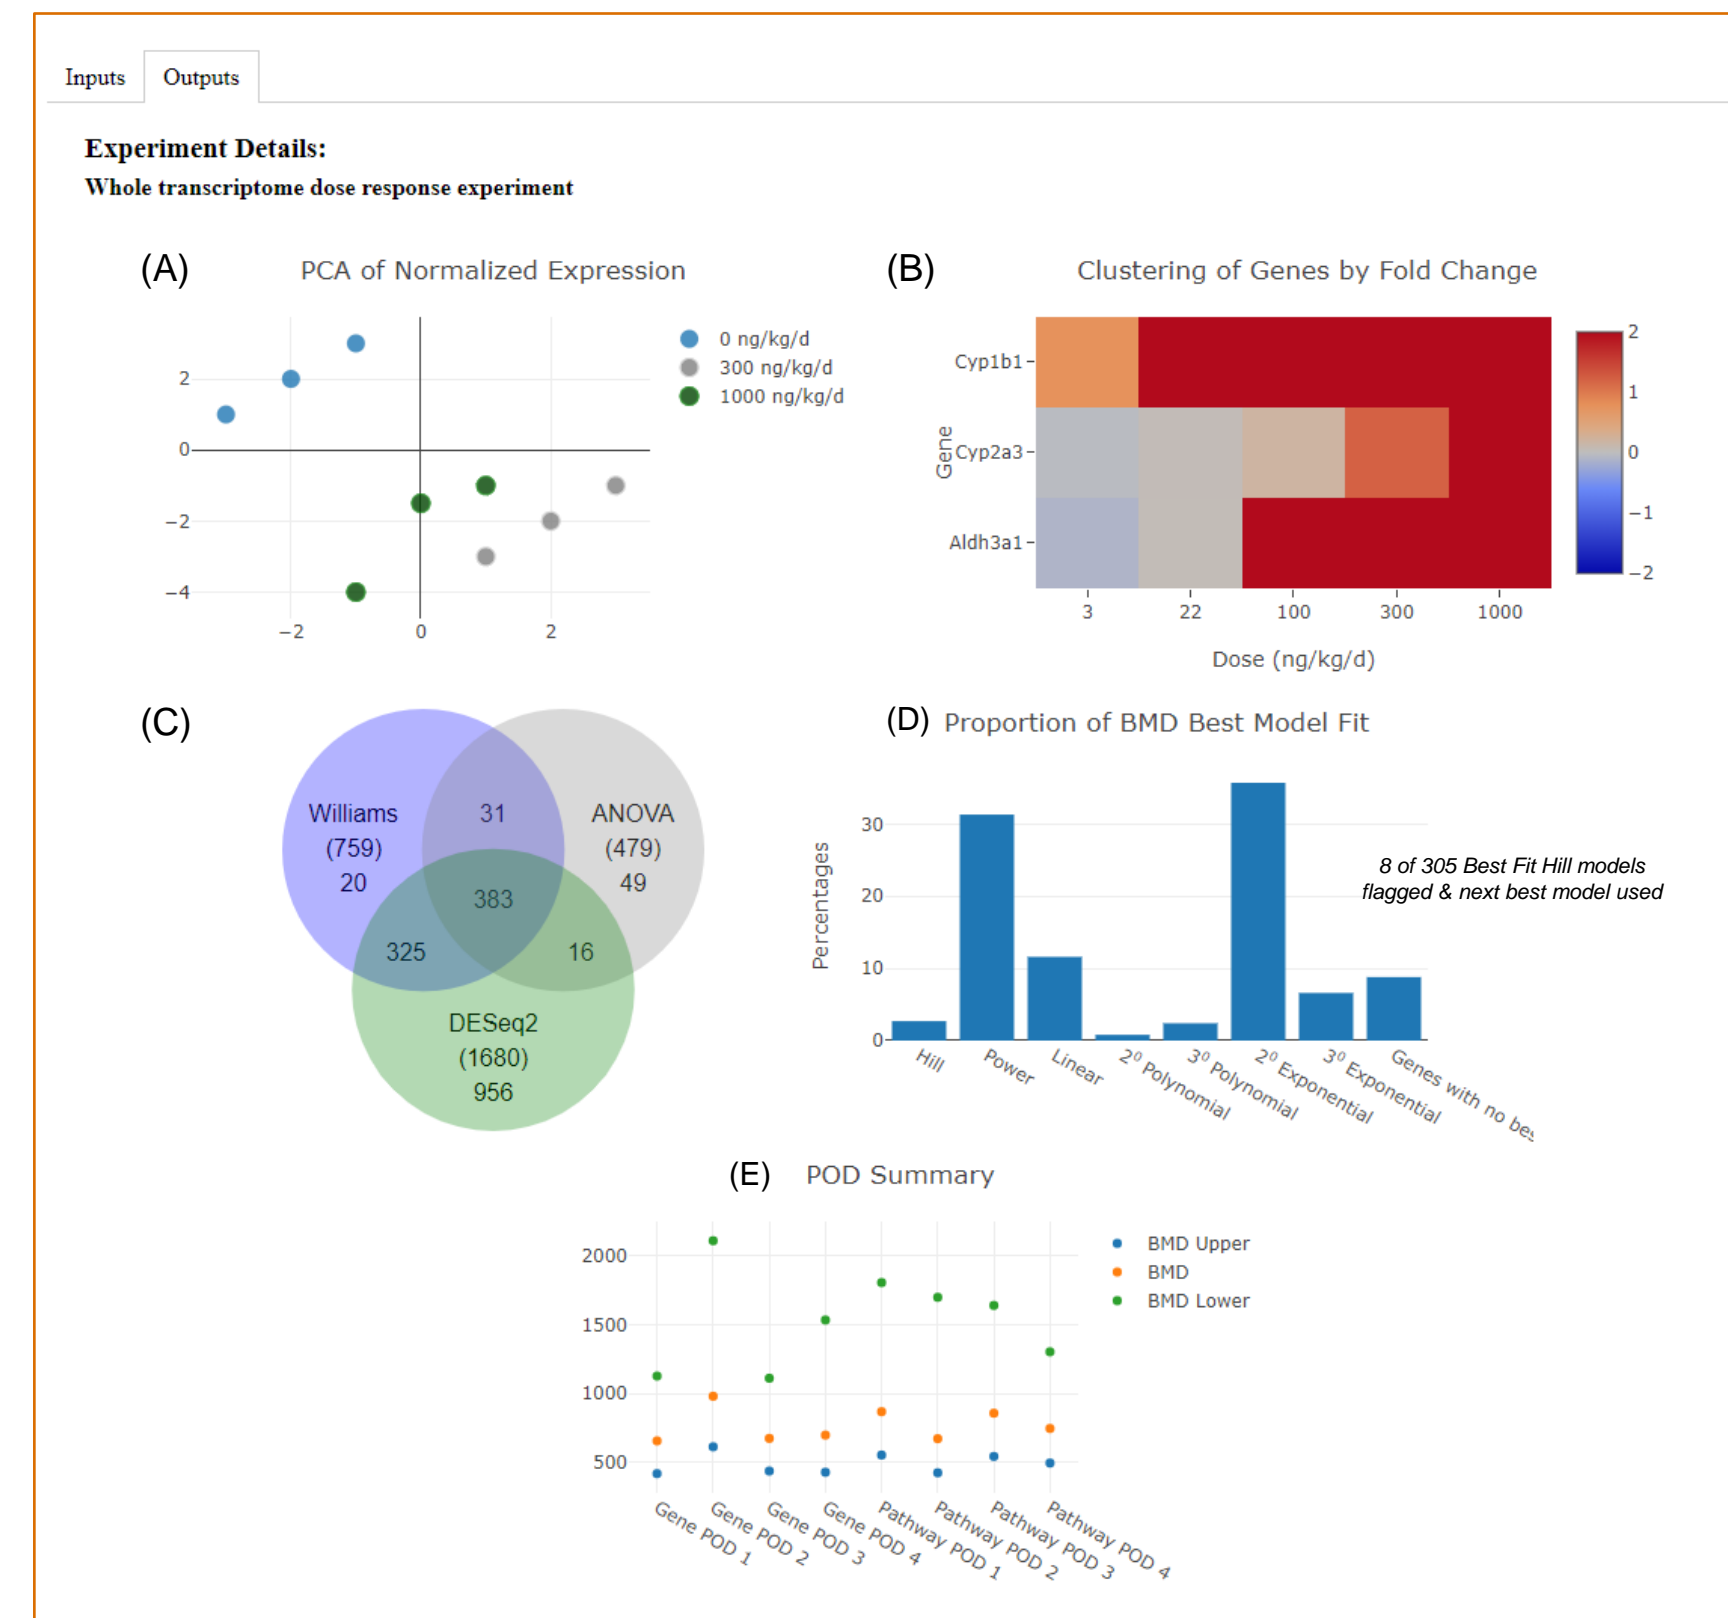 Inputs
Outputs
Experiment Details:
Whole transcriptome dose response experiment
(A)
PCA of Normalized Expression
2
0
−2
−4
−2
0
2
0 ng/kg/d
300 ng/kg/d
1000 ng/kg/d
(B)
Clustering of Genes by Fold Change
Gene
Cyp1b1
Cyp2a3
Aldh3a1
3
22
100
300
1000
Dose (ng/kg/d)
2
1
0
−1
−2
(C)
Williams
(759)
20
31
ANOVA
(479)
49
383
325
16
DESeq2
(1680)
956
(D)
Proportion of BMD Best Model Fit
Percentages
30
20
10
0
8 of 305 Best Fit Hill models
flagged & next best model used
Hill
Power
Linear
2⁰ Polynomial
3⁰ Polynomial
2⁰ Exponential
3⁰ Exponential
Genes with no bes
(E)
POD Summary
2000
1500
1000
500
BMD Upper
BMD
BMD Lower
Gene POD 1
Gene POD 2
Gene POD 3
Gene POD 4
Pathway POD 1
Pathway POD 2
Pathway POD 3
Pathway POD 4